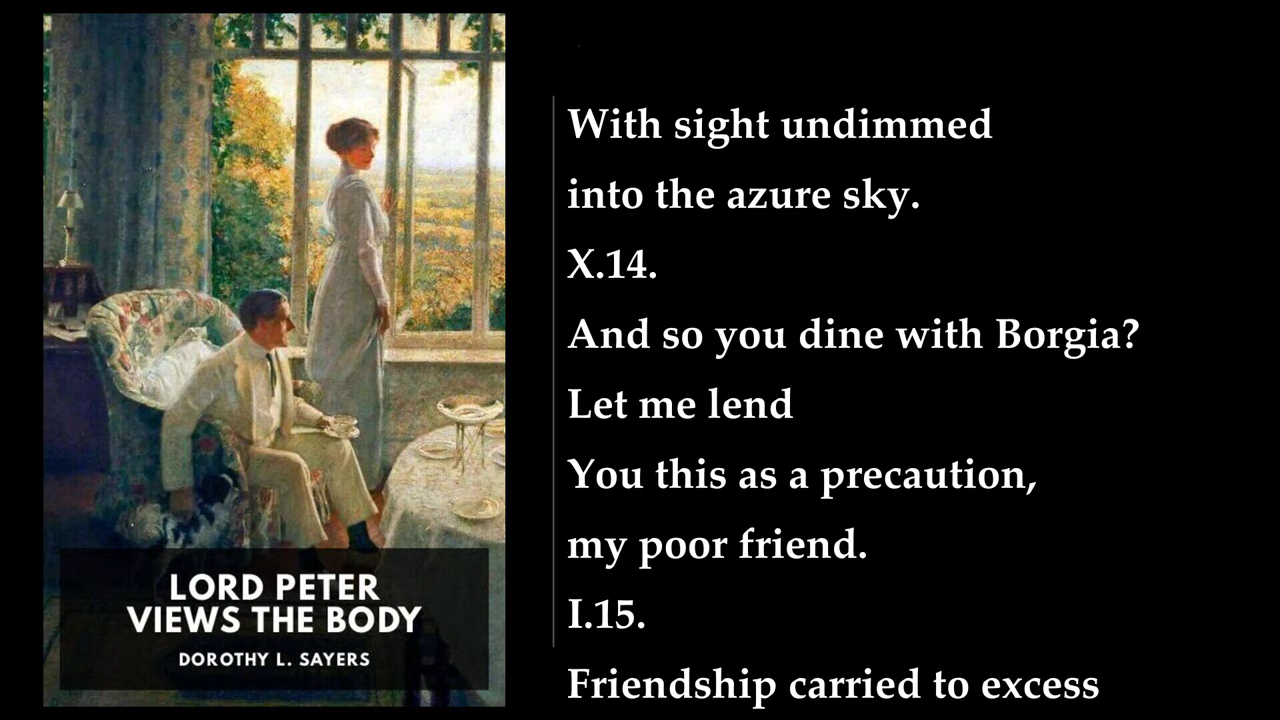 With sight undimmed
into the azure sky.
X.14.
And so you dine with Borgia?
Let me lend
You this as a precaution,
my poor friend.
I.15.
Friendship carried to excess
LORD PETER
VIEWS THE BODY
DOROTHY L. SAYERS